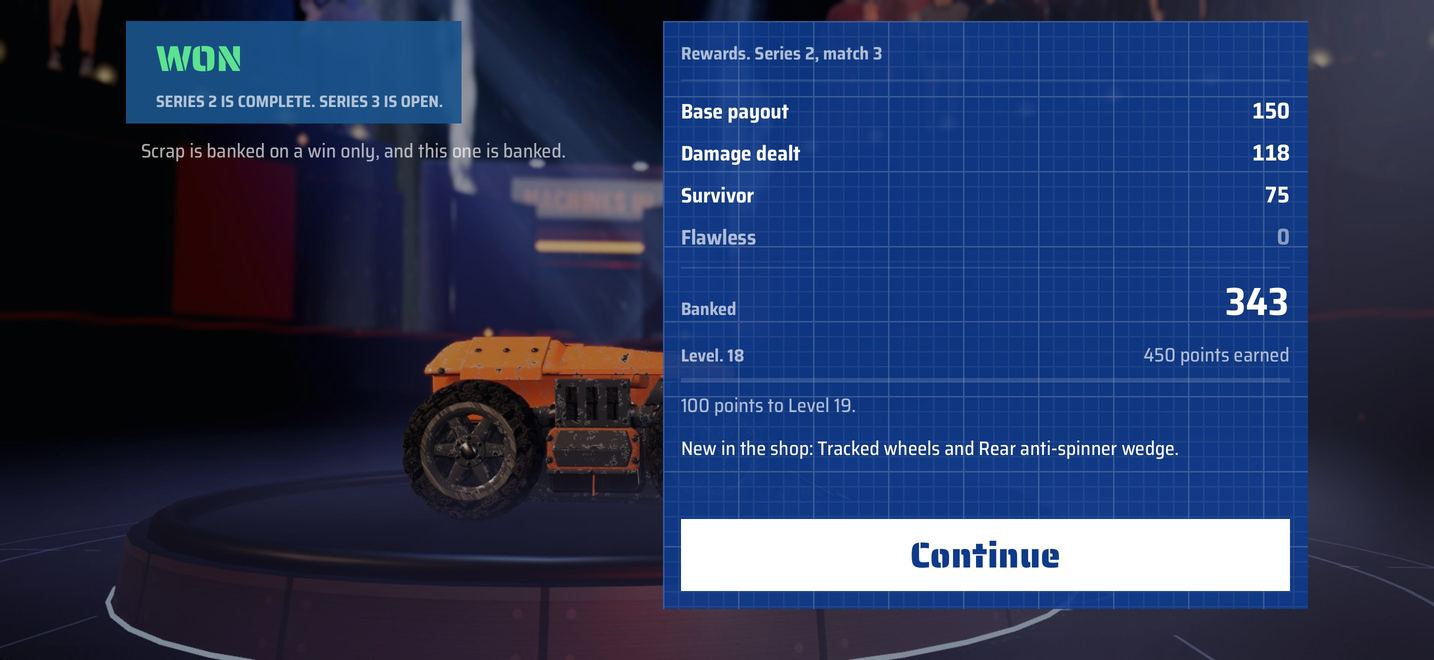 WON
SERIES 2 IS COMPLETE. SERIES 3 IS OPEN.
Scrap is banked on a win only, and this one is banked.
Rewards. Series 2, match 3
Base payout 150
Damage dealt 118
Survivor 75
Flawless 0
Banked 343
Level. 18 450 points earned
100 points to Level 19.
New in the shop: Tracked wheels and Rear anti-spinner wedge.
Continue